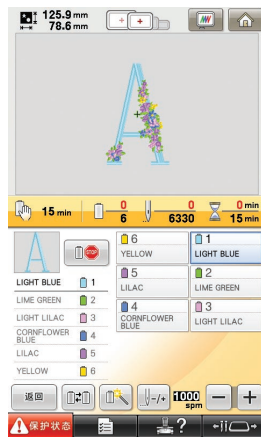 125.9 mm
78.6 mm
15 min
0
6
0
6330
0 min
15 min
6
YELLOW
1
LIGHT BLUE
5
LILAC
2
LIME GREEN
4
CORNFLOWER
BLUE
3
LIGHT LILAC
STOP
LIGHT BLUE 1
LIME GREEN 2
LIGHT LILAC 3
CORNFLOWER
BLUE 4
LILAC 5
YELLOW 6
返回
-/+
1000
spm
− +
保护状态
?